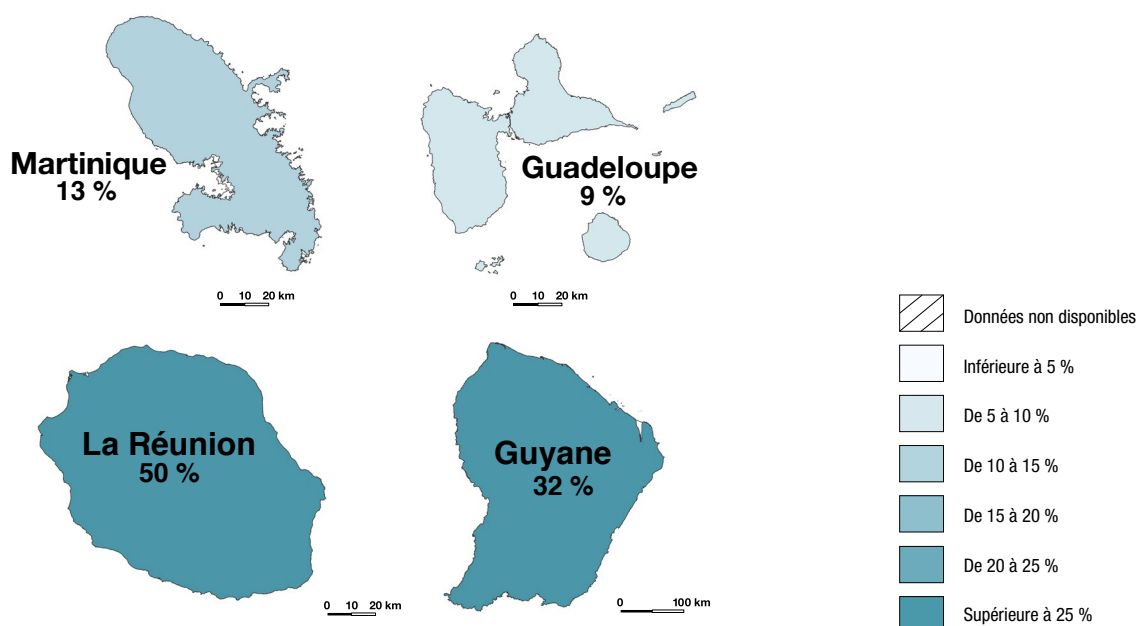 Martinique
13 %
Guadeloupe
9 %
0 10 20 km
0 10 20 km
La Réunion
50 %
Guyane
32 %
0 10 20 km
0 100 km
Données non disponibles
Inférieure à 5 %
De 5 à 10 %
De 10 à 15 %
De 15 à 20 %
De 20 à 25 %
Supérieure à 25 %